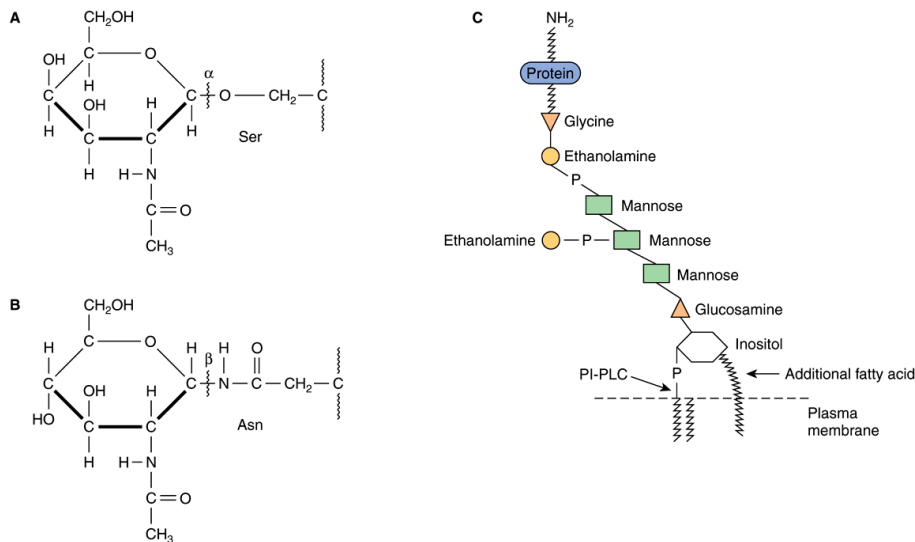 A
CH₂OH
OH
C
O
H
OH
H
α
C
C
O
CH₂
C
H
C
C
H
Ser
H
H
N
C
O
CH₃
B
CH₂OH
H
C
O
H
H
O
β
C
OH
H
C
N
C
CH₂
C
HO
C
C
Asn
H
H
N
C
O
CH₃
C
NH₂
Protein
Glycine
Ethanolamine
P
Mannose
Ethanolamine
P
Mannose
Mannose
Glucosamine
Inositol
PI-PLC
P
Additional fatty acid
Plasma
membrane